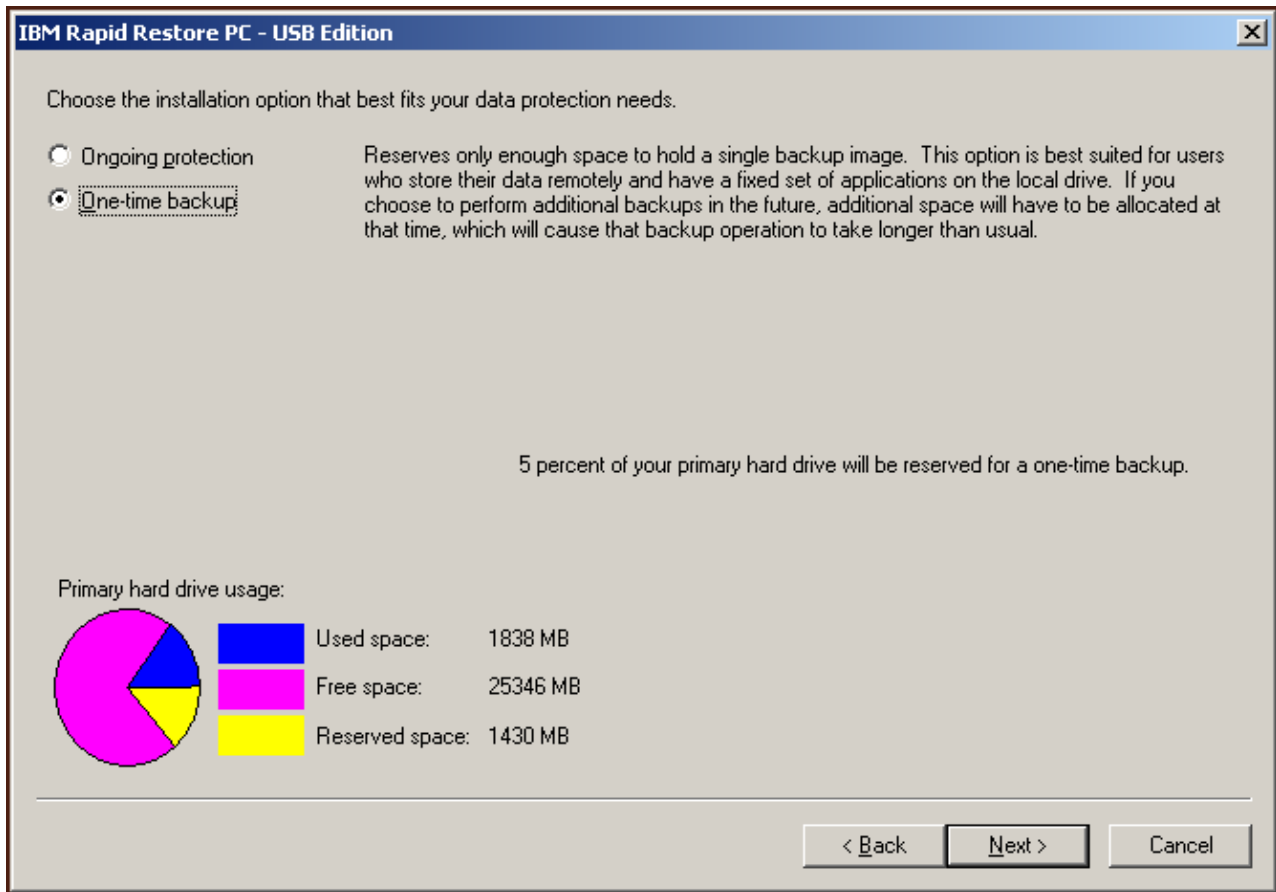 IBM Rapid Restore PC - USB Edition
Choose the installation option that best fits your data protection needs.
Ongoing protection
One-time backup
Reserves only enough space to hold a single backup image.  This option is best suited for users
who store their data remotely and have a fixed set of applications on the local drive.  If you
choose to perform additional backups in the future, additional space will have to be allocated at
that time, which will cause that backup operation to take longer than usual.
5 percent of your primary hard drive will be reserved for a one-time backup.
Primary hard drive usage:
Used space: 1838 MB
Free space: 25346 MB
Reserved space: 1430 MB
< Back Next > Cancel